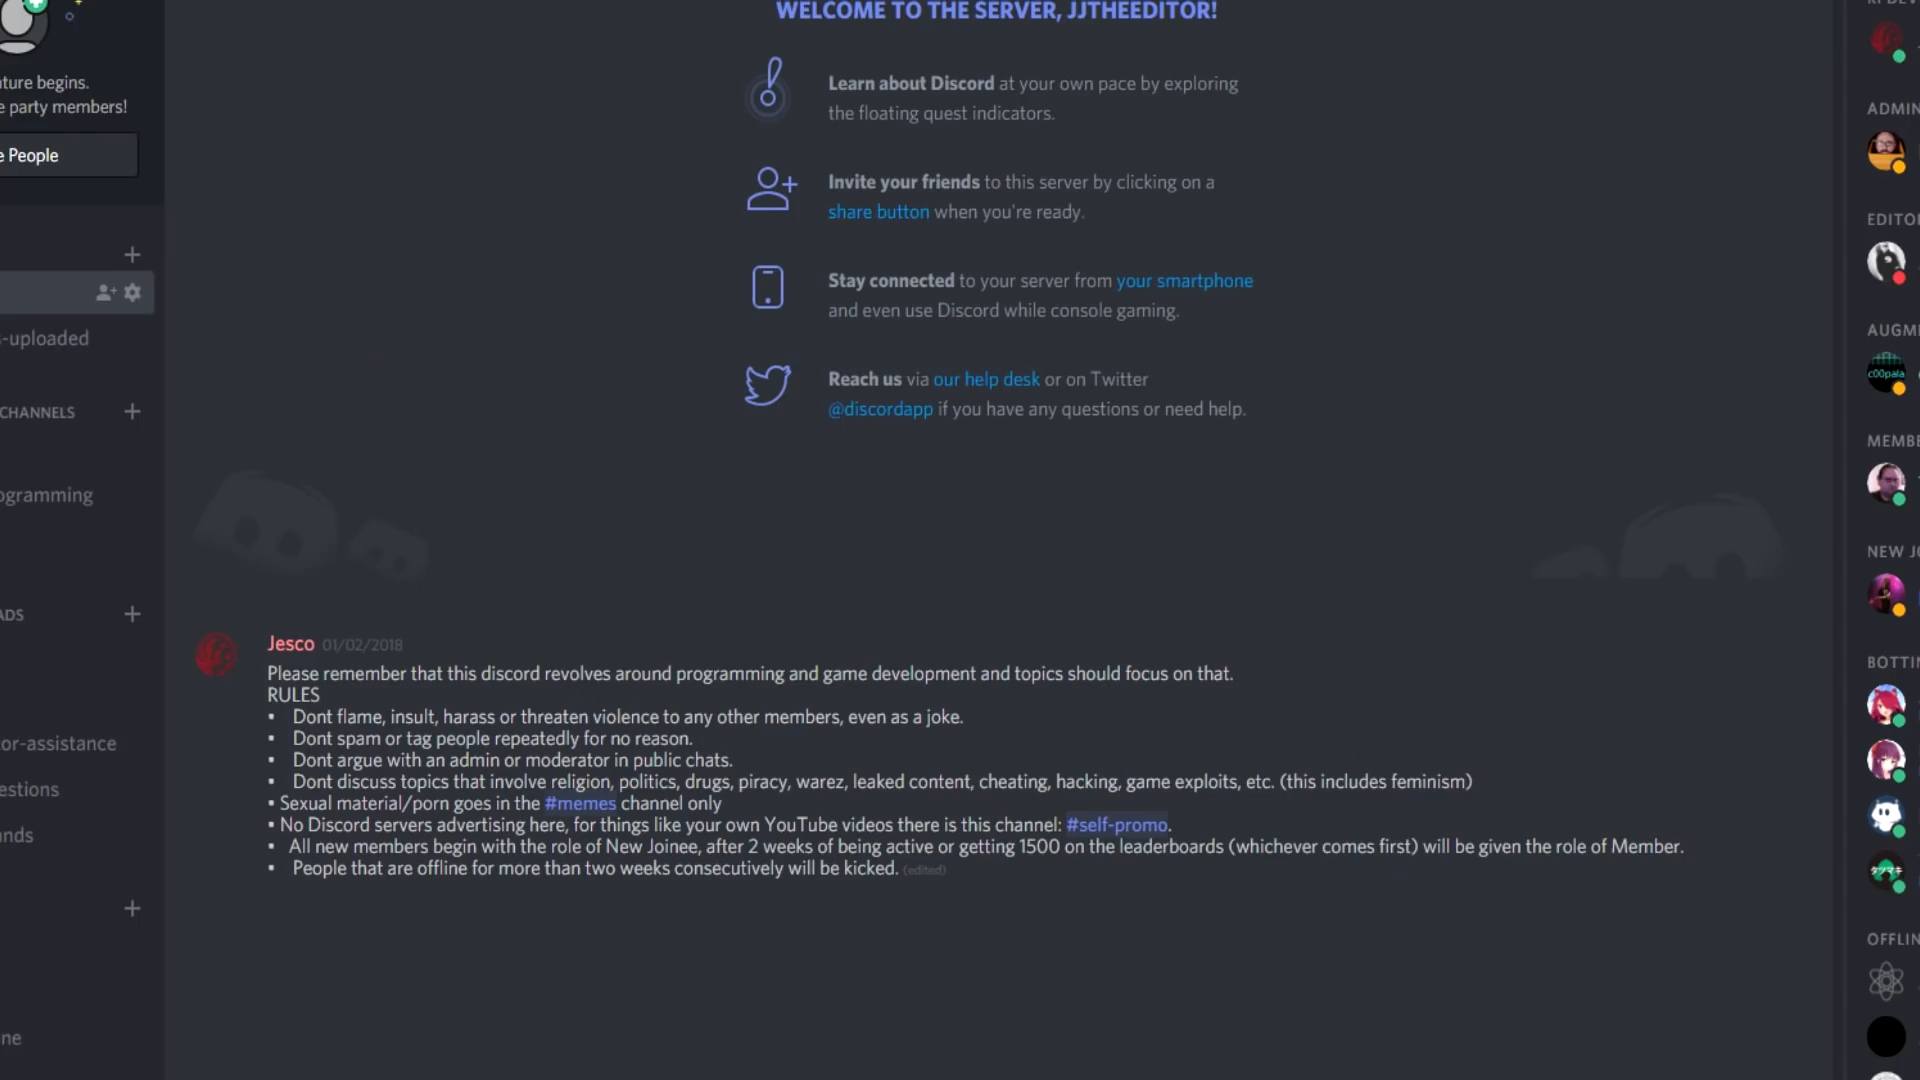 WELCOME TO THE SERVER, JJTHEEDITOR!
ture begins.
e party members!
e People
Learn about Discord at your own pace by exploring
the floating quest indicators.
Invite your friends to this server by clicking on a
share button when you're ready.
Stay connected to your server from your smartphone
and even use Discord while console gaming.
Reach us via our help desk or on Twitter
@discordapp if you have any questions or need help.
-uploaded
CHANNELS
ogramming
ADS
or-assistance
estions
nds
ne
Jesco 01/02/2018
Please remember that this discord revolves around programming and game development and topics should focus on that.
RULES
• Dont flame, insult, harass or threaten violence to any other members, even as a joke.
• Dont spam or tag people repeatedly for no reason.
• Dont argue with an admin or moderator in public chats.
• Dont discuss topics that involve religion, politics, drugs, piracy, warez, leaked content, cheating, hacking, game exploits, etc. (this includes feminism)
• Sexual material/porn goes in the #memes channel only
• No Discord servers advertising here, for things like your own YouTube videos there is this channel: #self-promo.
• All new members begin with the role of New Joinee, after 2 weeks of being active or getting 1500 on the leaderboards (whichever comes first) will be given the role of Member.
• People that are offline for more than two weeks consecutively will be kicked. (edited)
ADMIN
EDITO
AUGM
c00pala
MEMBE
NEW JO
BOTTI
タツマキ
OFFLIN